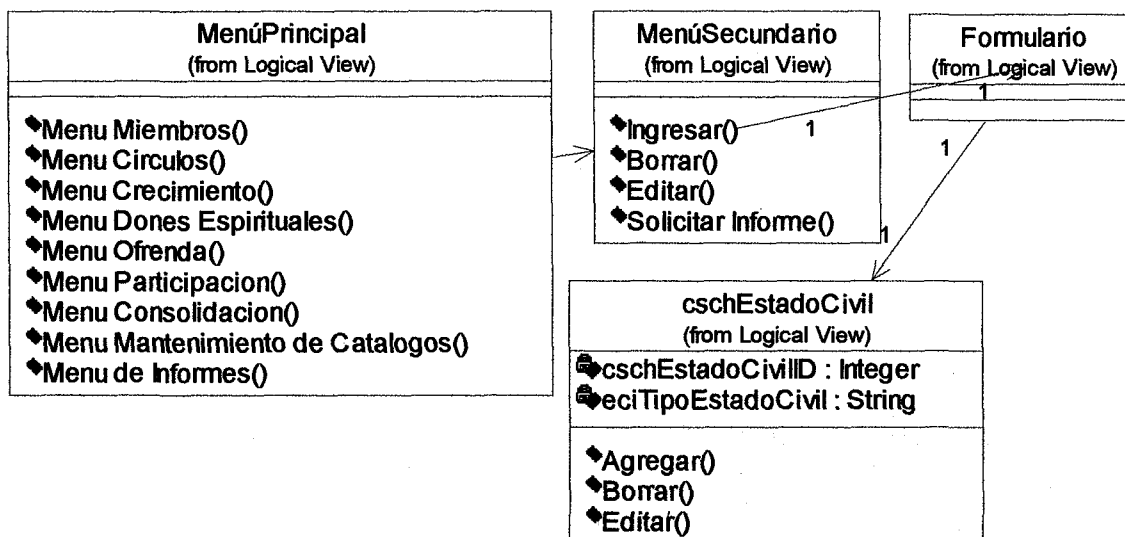 MenúPrincipal
(from Logical View)
Menu Miembros()
Menu Circulos()
Menu Crecimiento()
Menu Dones Espirituales()
Menu Ofrenda()
Menu Participacion()
Menu Consolidacion()
Menu Mantenimiento de Catalogos()
Menu de Informes()
MenúSecundario
(from Logical View)
Ingresar()
Borrar()
Editar()
Solicitar Informe()
Formulario
(from Logical View)
1
1
1
1
cschEstadoCivil
(from Logical View)
cschEstadoCivilID : Integer
eciTipoEstadoCivil : String
Agregar()
Borrar()
Editar()